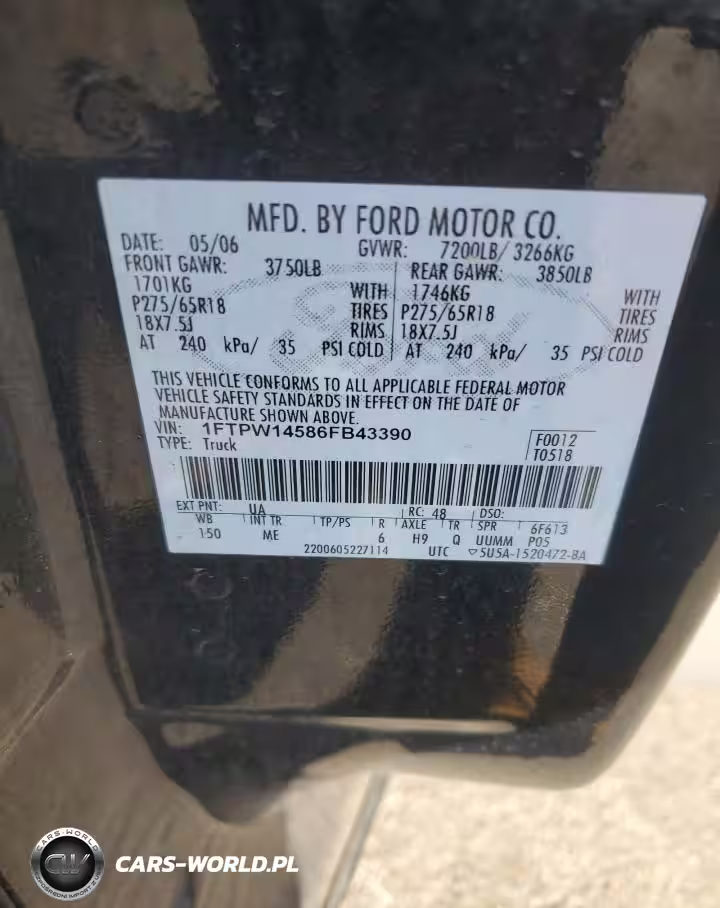 MFD. BY FORD MOTOR CO.
DATE: 05/06 GVWR: 7200LB/ 3266KG
FRONT GAWR: 3750LB REAR GAWR: 3850LB
1701KG WITH 1746KG WITH
P275/65R18 TIRES P275/65R18 TIRES
18X7.5J RIMS 18X7.5J RIMS
AT 240 kPa/ 35 PSI COLD AT 240 kPa/ 35 PSI COLD
THIS VEHICLE CONFORMS TO ALL APPLICABLE FEDERAL MOTOR
VEHICLE SAFETY STANDARDS IN EFFECT ON THE DATE OF
MANUFACTURE SHOWN ABOVE.
VIN: 1FTPW14586FB43390 F0012
TYPE: Truck T0518
EXT PNT: UA RC: 48 DSO:
WB INT TR TP/PS R AXLE TR SPR 6F613
150 ME 6 H9 Q UUMM P05
2200605227114 UTC 5U5A-1520472-BA
CARS-WORLD
CW
CARS-WORLD.PL